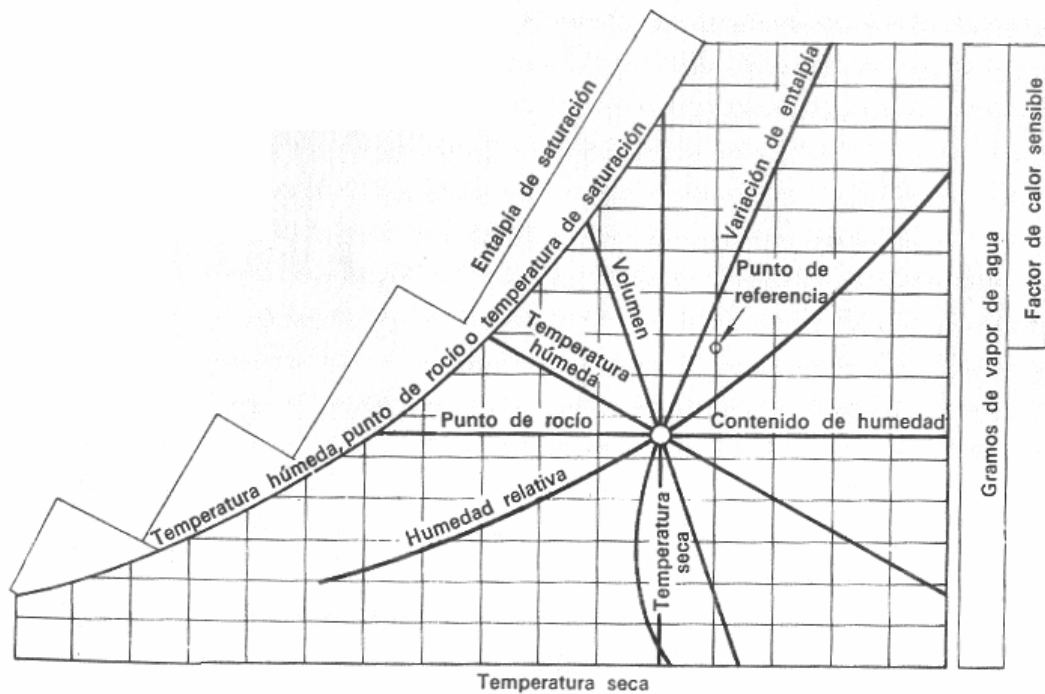 Entalpía de saturación
Temperatura húmeda, punto de rocío o temperatura de saturación
Variación de entalpía
Volumen
Punto de
referencia
Temperatura
húmeda
Punto de rocío
Contenido de humedad
Humedad relativa
Temperatura
seca
Temperatura seca
Gramos de vapor de agua
Factor de calor sensible